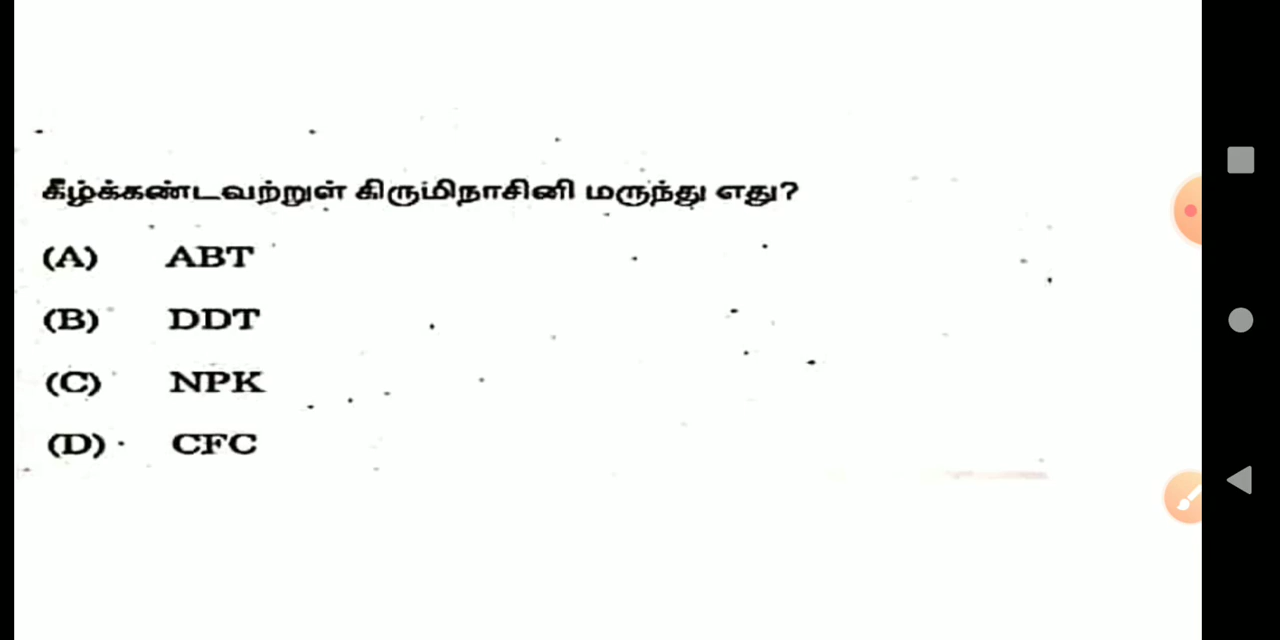 கீழ்க்கண்டவற்றுள் கிருமிநாசினி மருந்து எது?
(A) ABT
(B) DDT
(C) NPK
(D) CFC